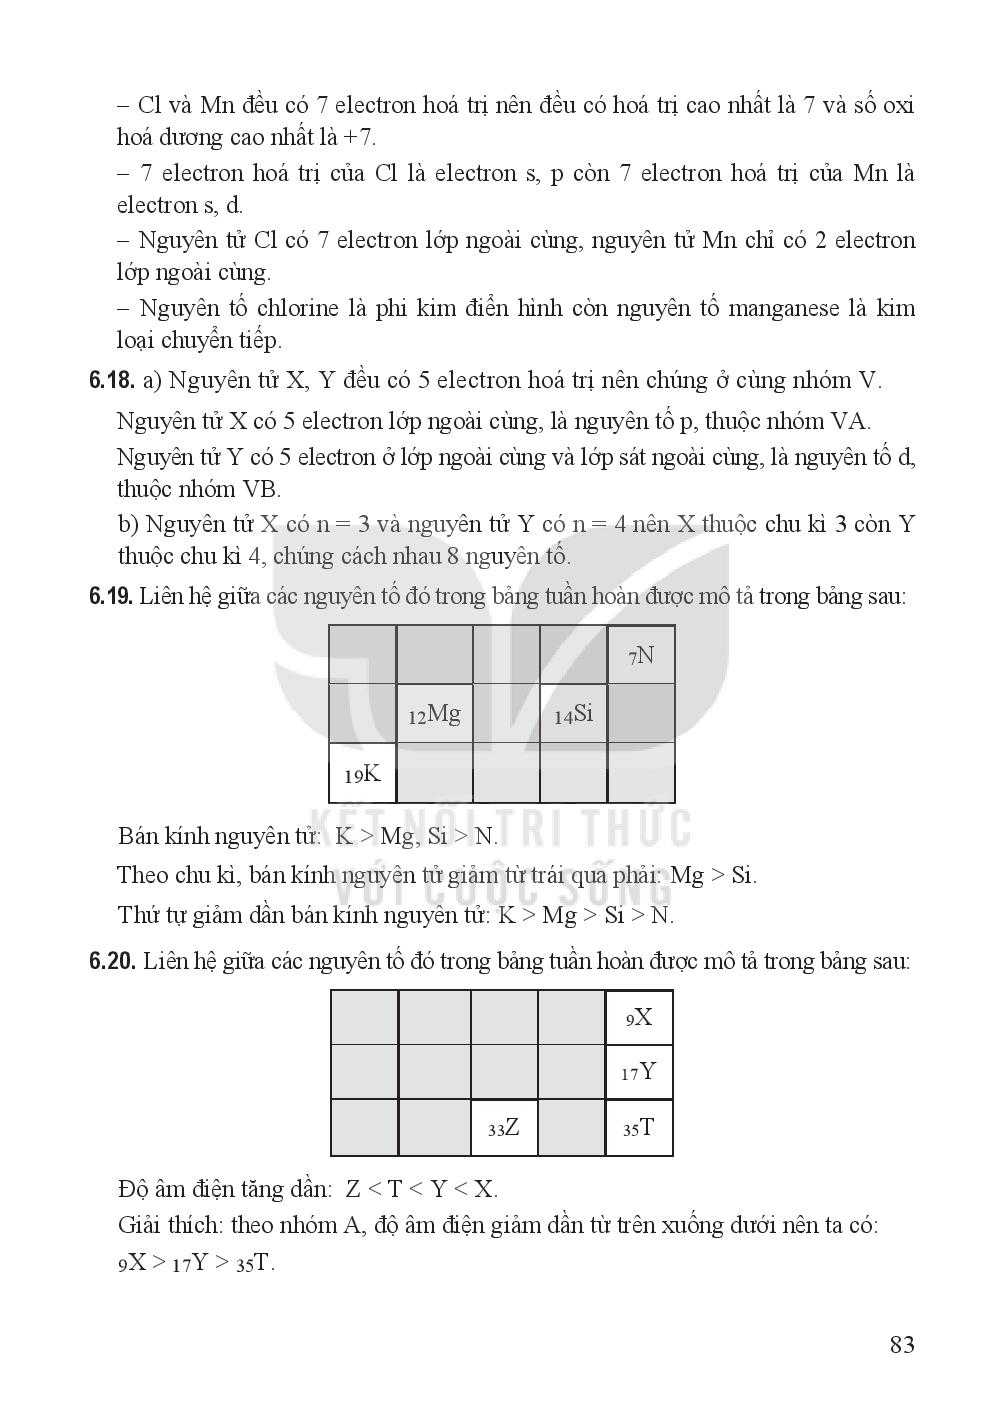 – Cl và Mn đều có 7 electron hoá trị nên đều có hoá trị cao nhất là 7 và số oxi
hoá dương cao nhất là +7.
– 7 electron hoá trị của Cl là electron s, p còn 7 electron hoá trị của Mn là
electron s, d.
– Nguyên tử Cl có 7 electron lớp ngoài cùng, nguyên tử Mn chỉ có 2 electron
lớp ngoài cùng.
– Nguyên tố chlorine là phi kim điển hình còn nguyên tố manganese là kim
loại chuyển tiếp.
6.18. a) Nguyên tử X, Y đều có 5 electron hoá trị nên chúng ở cùng nhóm V.
Nguyên tử X có 5 electron lớp ngoài cùng, là nguyên tố p, thuộc nhóm VA.
Nguyên tử Y có 5 electron ở lớp ngoài cùng và lớp sát ngoài cùng, là nguyên tố d,
thuộc nhóm VB.
b) Nguyên tử X có n = 3 và nguyên tử Y có n = 4 nên X thuộc chu kì 3 còn Y
thuộc chu kì 4, chúng cách nhau 8 nguyên tố.
6.19. Liên hệ giữa các nguyên tố đó trong bảng tuần hoàn được mô tả trong bảng sau:
₇N
₁₂Mg ₁₄Si
₁₉K
KẾT NỐI TRI THỨC
Bán kính nguyên tử: K > Mg, Si > N.
VỚI CUỘC SỐNG
Theo chu kì, bán kính nguyên tử giảm từ trái qua phải: Mg > Si.
Thứ tự giảm dần bán kính nguyên tử: K > Mg > Si > N.
6.20. Liên hệ giữa các nguyên tố đó trong bảng tuần hoàn được mô tả trong bảng sau:
₉X
₁₇Y
₃₃Z ₃₅T
Độ âm điện tăng dần: Z < T < Y < X.
Giải thích: theo nhóm A, độ âm điện giảm dần từ trên xuống dưới nên ta có:
₉X > ₁₇Y > ₃₅T.
83